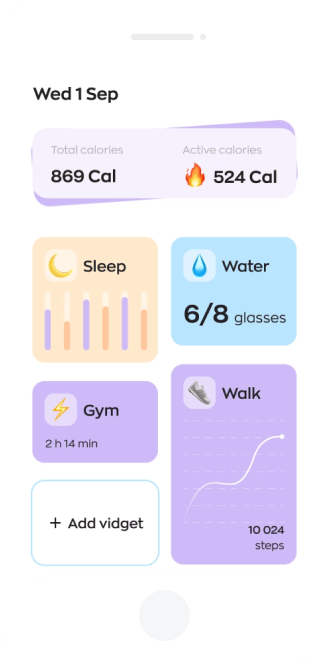 Wed 1 Sep
Total calories
869 Cal
Active calories
524 Cal
Sleep
Water
6/8 glasses
Gym
2 h 14 min
Walk
10 024
steps
+ Add vidget